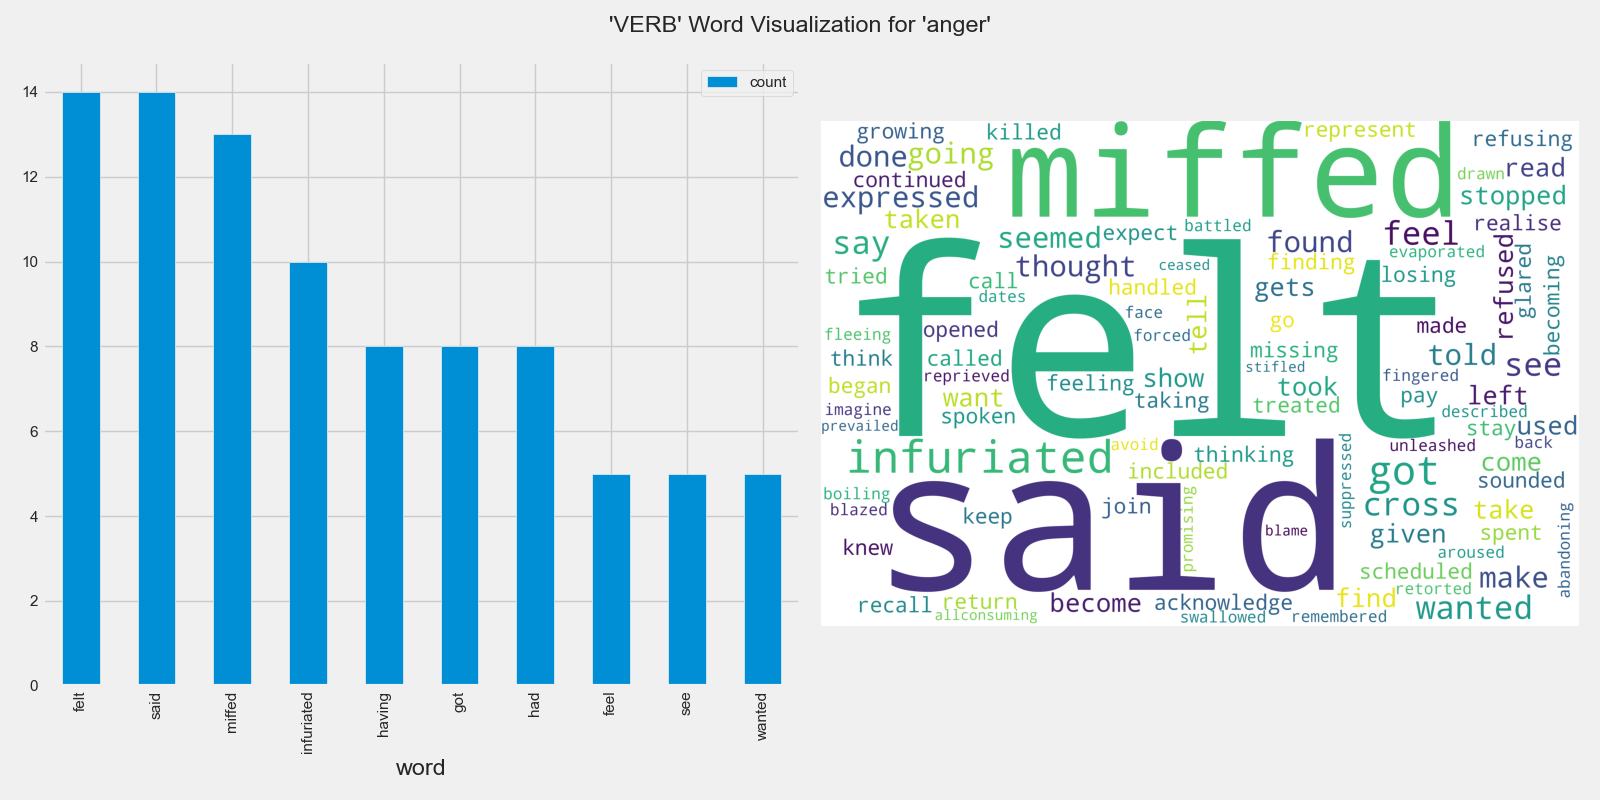 'VERB' Word Visualization for 'anger'
count
14
12
10
8
6
4
2
0
felt
said
miffed
infuriated
having
got
had
feel
see
wanted
word
growing
killed
represent
refusing
miffed
done
going
continued
drawn
read
expressed
stopped
taken
battled
realise
say
seemed
expect
found
feel
evaporated
tried
thought
ceased
finding
losing
refused
glared
becoming
call
dates
handled
gets
felt
fleeing
opened
face
forced
tell
go
made
think
called
missing
told
see
began
reprieved
feeling
show
stifled
took
fingered
left
imagine
want
taking
treated
pay
described
prevailed
spoken
stay
used
infuriated
avoid
thinking
unleashed
back
included
suppressed
got
come
sounded
boiling
blazed
said
keep
join
promising
blame
cross
take
knew
given
spent
aroused
abandoning
scheduled
make
retorted
recall
return
become
acknowledge
find
wanted
allconsuming
swallowed
remembered